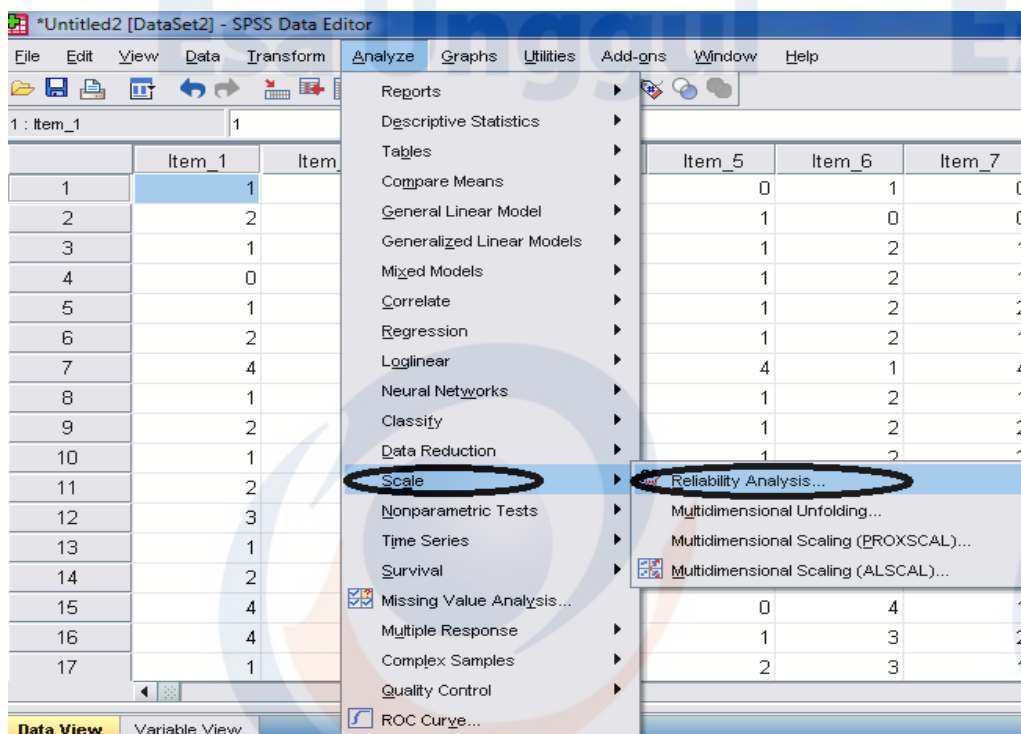 Esa Unggul
Es
*Untitled2 [DataSet2] - SPSS Data Editor
File Edit View Data Transform Analyze Graphs Utilities Add-ons Window Help
1 : Item_1 1
Item_1 Item_ Item_5 Item_6 Item_7
1 1 0 1
2 2 1 0
3 1 1 2
4 0 1 2
5 1 1 2
6 2 1 2
7 4 4 1
8 1 1 2
9 2 1 2
10 1 1 2
11 2
12 3
13 1
14 2
15 4 0 4
16 4 1 3
17 1 2 3
Reports
Descriptive Statistics
Tables
Compare Means
General Linear Model
Generalized Linear Models
Mixed Models
Correlate
Regression
Loglinear
Neural Networks
Classify
Data Reduction
Scale
Nonparametric Tests
Time Series
Survival
Missing Value Analysis...
Multiple Response
Complex Samples
Quality Control
ROC Curve...
Reliability Analysis...
Multidimensional Unfolding...
Multidimensional Scaling (PROXSCAL)...
Multidimensional Scaling (ALSCAL)...
Data View Variable View